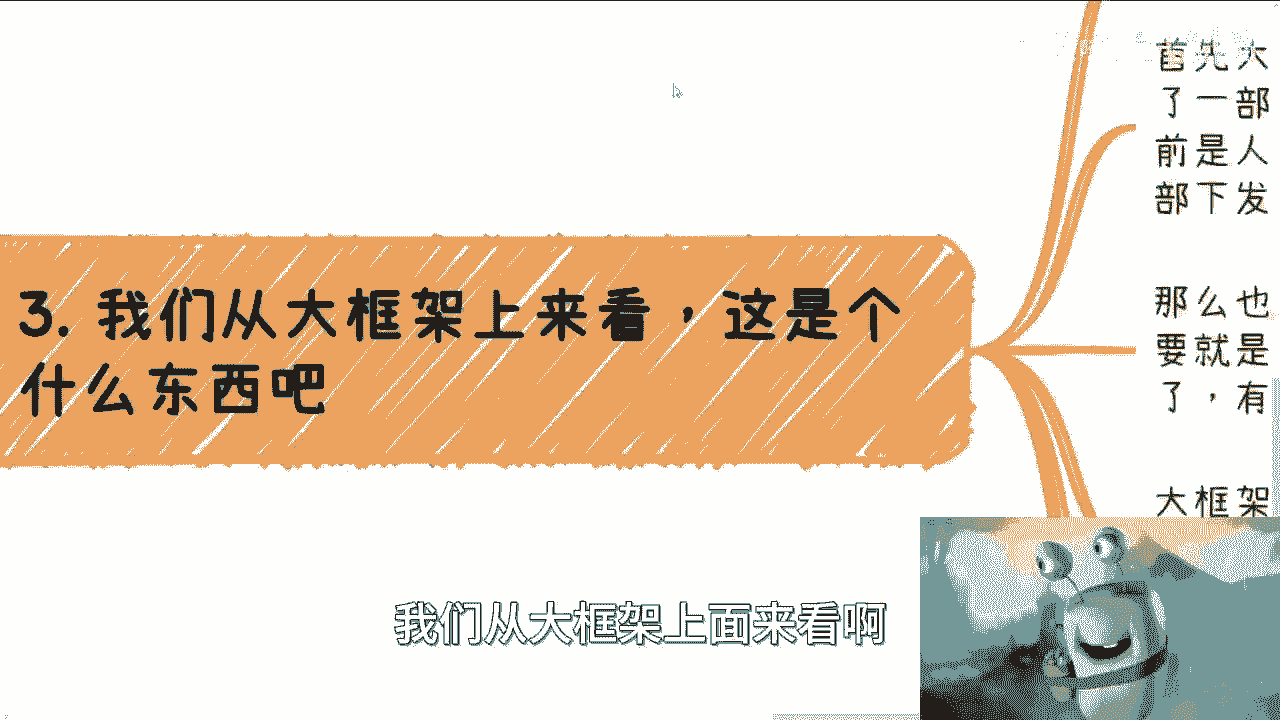 3. 我们从大框架上来看，这是个
什么东西吧
首先大
了一部
前是人
部下发
那么也
要就是
了，有
大框架
我们从大框架上面来看啊